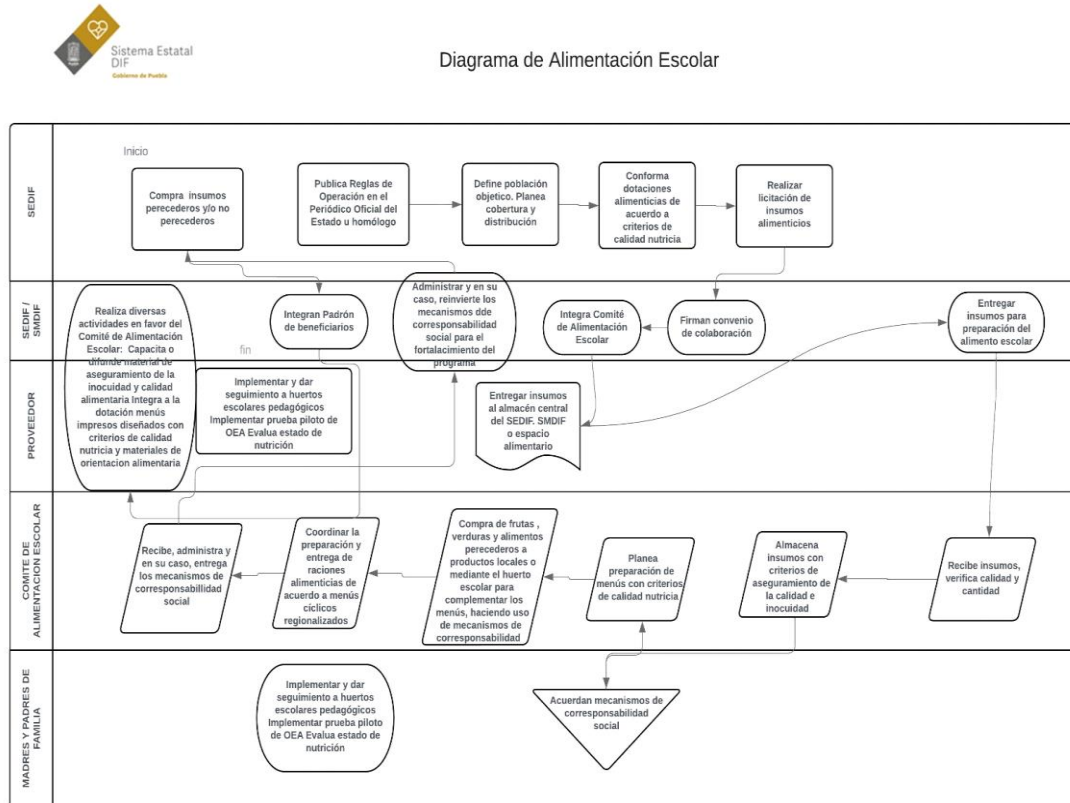 Sistema Estatal
DIF
Gobierno de Puebla
Diagrama de Alimentación Escolar
SEDIF
Inicio
Compra insumos
perecederos y/o no
perecederos
Publica Reglas de
Operación en el
Periódico Oficial del
Estado u homólogo
Define población
objetico. Planea
cobertura y
distribución
Conforma
dotaciones
alimenticias de
acuerdo a
criterios de
calidad nutricia
Realizar
licitación de
insumos
alimenticios
SEDIF/
SMDIF
Realiza diversas
actividades en favor del
Comité de Alimentación
Escolar: Capacita o
difunde material de
aseguramiento de la
inocuidad y calidad
alimentaria Integra a la
dotación menús
impresos diseñados con
criterios de calidad
nutricia y materiales de
orientacion alimentaria
Integran Padrón
de beneficiarios
fin
Administrar y en su
caso, reinvierte los
mecanismos dde
corresponsabilidad
social para el
fortalacimiento del
programa
Integra Comité
de Alimentación
Escolar
Firman convenio
de colaboración
Entregar
insumos para
preparación del
alimento escolar
PROVEEDOR
Implementar y dar
seguimiento a huertos
escolares pedagógicos
Implementar prueba piloto
de OEA Evalua estado de
nutrición
Entregar insumos
al almacén central
del SEDIF. SMDIF
o espacio
alimentario
COMITE DE
ALIMENTACION ESCOLAR
Recibe, administra y
en su caso, entrega
los mecanismos de
corresponsabilidad
social
Coordinar la
preparación y
entrega de
raciones
alimenticias de
acuerdo a menús
cíclicos
regionalizados
Compra de frutas ,
verduras y alimentos
perecederos a
productos locales o
mediante el huerto
escolar para
complementar los
menús, haciendo uso
de mecanismos de
corresponsabilidad
Planea
preparación de
menús con criterios
de calidad nutricia
Almacena
insumos con
criterios de
aseguramiento de
la calidad e
inocuidad
Recibe insumos,
verifica calidad y
cantidad
MADRES Y PADRES DE
FAMILIA
Implementar y dar
seguimiento a huertos
escolares pedagógicos
Implementar prueba piloto
de OEA Evalua estado de
nutrición
Acuerdan mecanismos de
corresponsabilidad
social